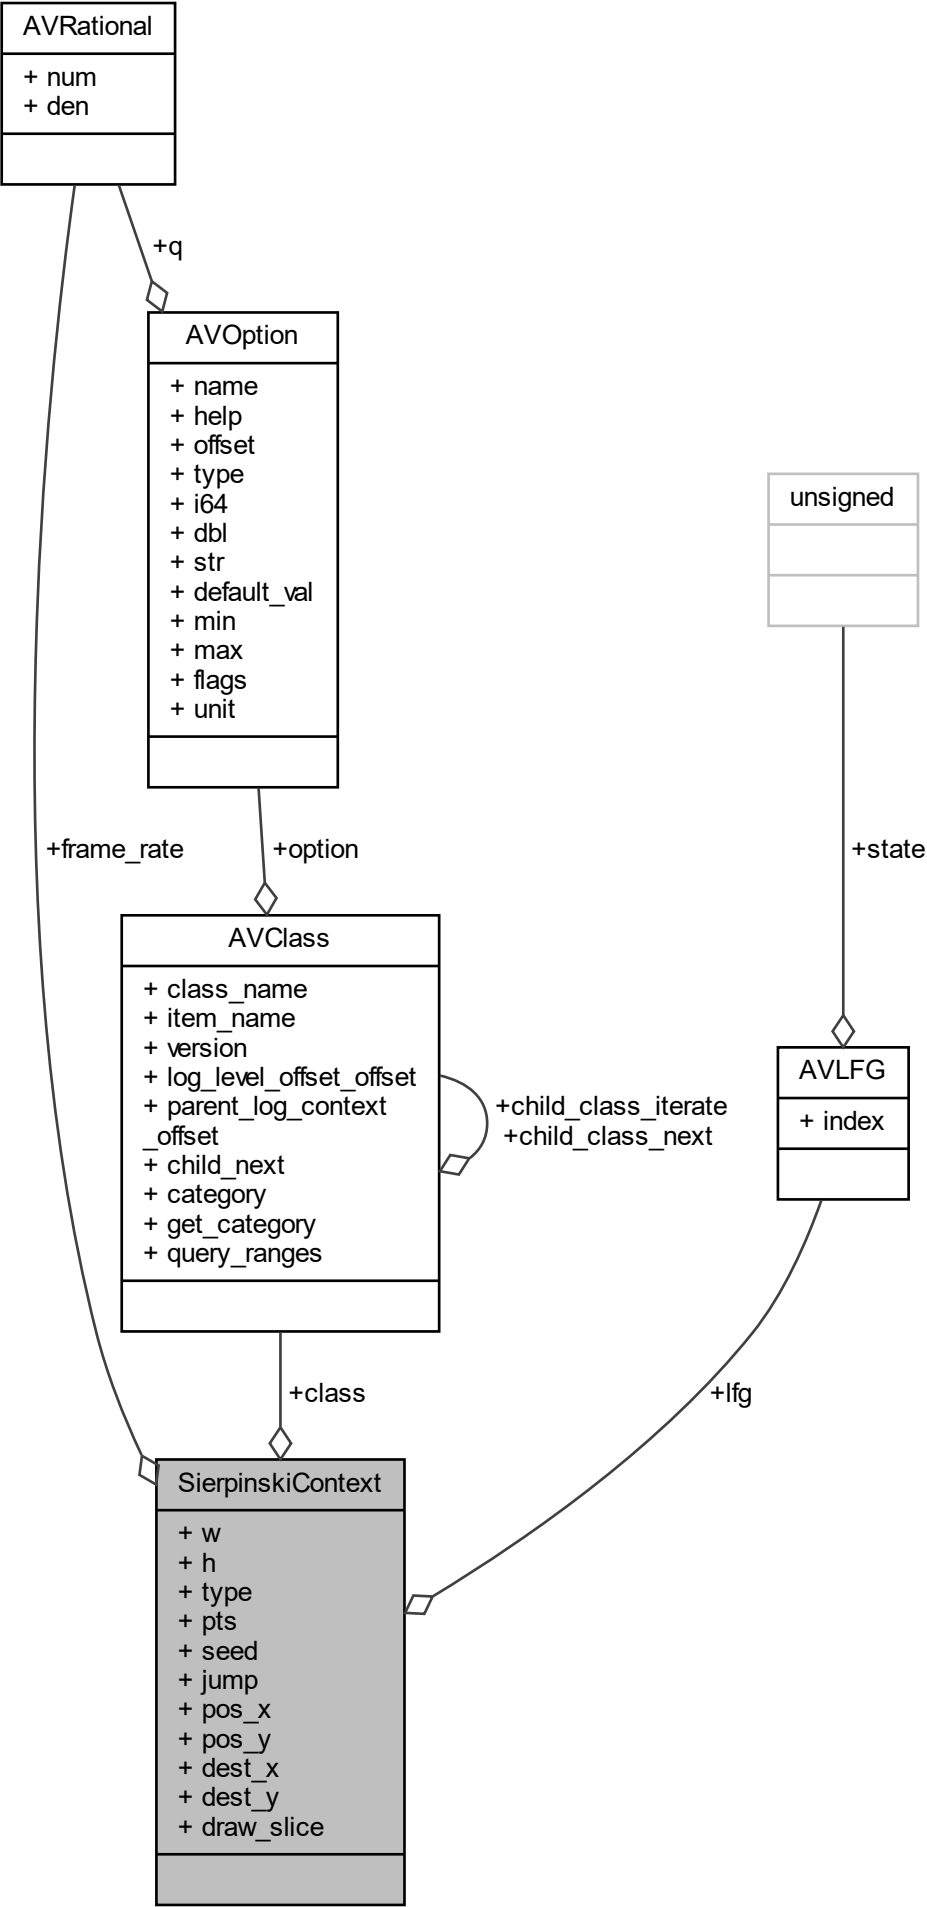 AVRational
+ num
+ den
+q
AVOption
+ name
+ help
+ offset
+ type
+ i64
+ dbl
+ str
+ default_val
+ min
+ max
+ flags
+ unit
unsigned
+frame_rate
+option
+state
AVClass
+ class_name
+ item_name
+ version
+ log_level_offset_offset
+ parent_log_context
_offset
+ child_next
+ category
+ get_category
+ query_ranges
+child_class_iterate
+child_class_next
AVLFG
+ index
+class
+lfg
SierpinskiContext
+ w
+ h
+ type
+ pts
+ seed
+ jump
+ pos_x
+ pos_y
+ dest_x
+ dest_y
+ draw_slice